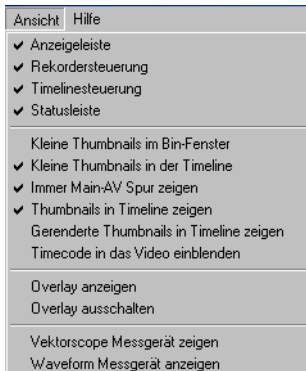 Ansicht Hilfe
Anzeigeleiste
Rekordersteuerung
Timelinesteuerung
Statusleiste
Kleine Thumbnails im Bin-Fenster
Kleine Thumbnails in der Timeline
Immer Main-AV Spur zeigen
Thumbnails in Timeline zeigen
Gerenderte Thumbnails in Timeline zeigen
Timecode in das Video einblenden
Overlay anzeigen
Overlay ausschalten
Vektorscope Messgerät zeigen
Waveform Messgerät anzeigen